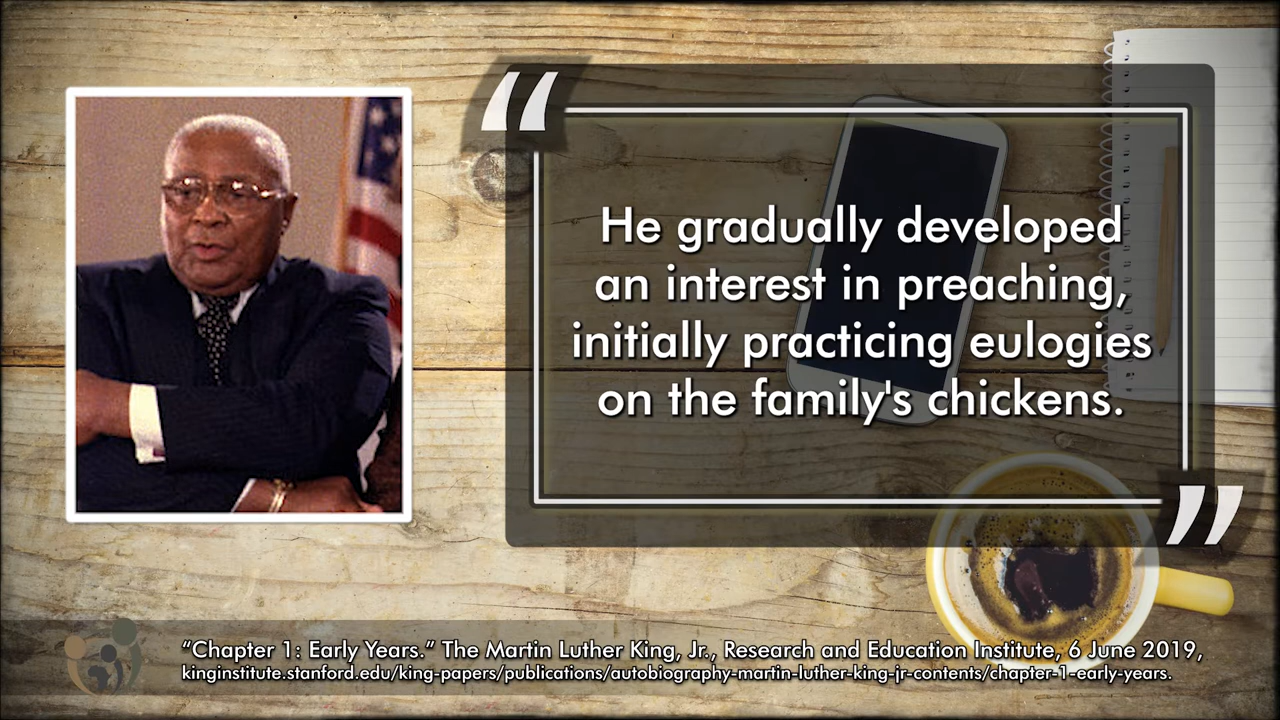 “
He gradually developed
an interest in preaching,
initially practicing eulogies
on the family's chickens.
”
“Chapter 1: Early Years.” The Martin Luther King, Jr., Research and Education Institute, 6 June 2019,
kinginstitute.stanford.edu/king-papers/publications/autobiography-martin-luther-king-jr-contents/chapter-1-early-years.